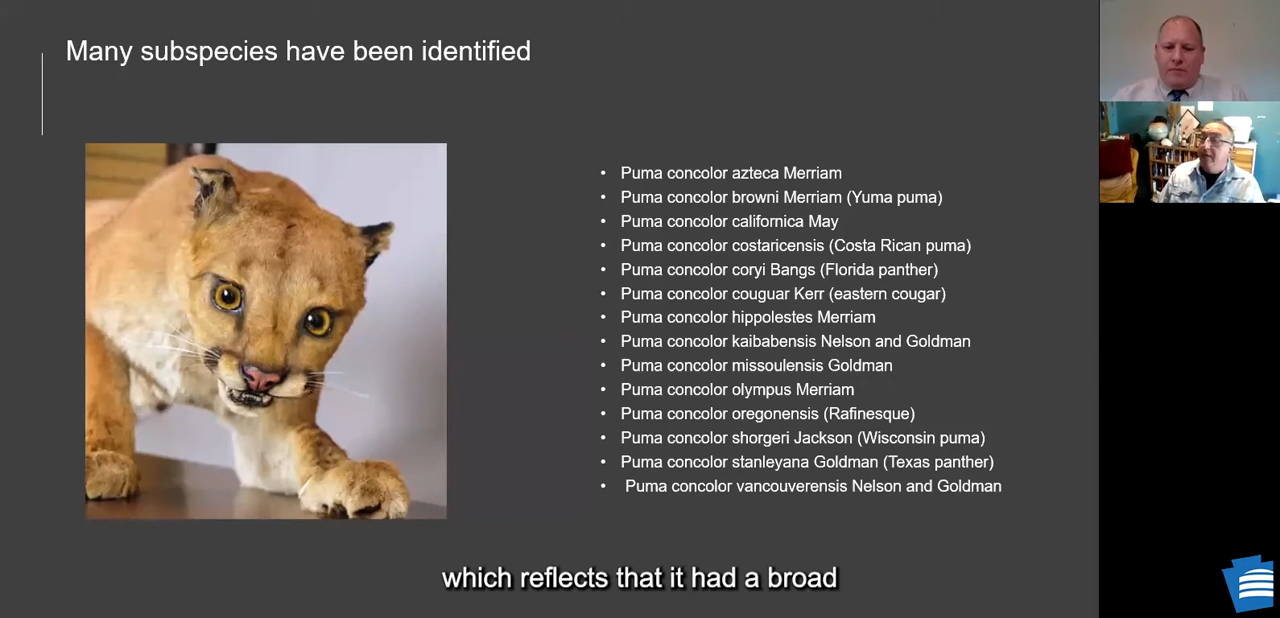 Many subspecies have been identified
• Puma concolor azteca Merriam
• Puma concolor browni Merriam (Yuma puma)
• Puma concolor californica May
• Puma concolor costaricensis (Costa Rican puma)
• Puma concolor coryi Bangs (Florida panther)
• Puma concolor couguar Kerr (eastern cougar)
• Puma concolor hippolestes Merriam
• Puma concolor kaibabensis Nelson and Goldman
• Puma concolor missoulensis Goldman
• Puma concolor olympus Merriam
• Puma concolor oregonensis (Rafinesque)
• Puma concolor shorgeri Jackson (Wisconsin puma)
• Puma concolor stanleyana Goldman (Texas panther)
• Puma concolor vancouverensis Nelson and Goldman
which reflects that it had a broad